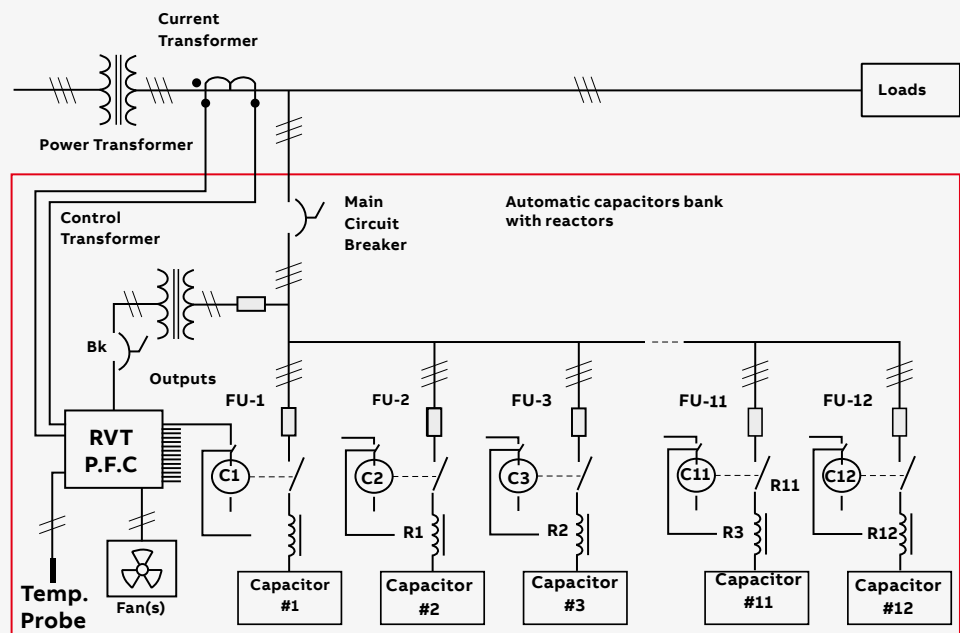 Current
Transformer
Power Transformer
Loads
Control
Transformer
Main
Circuit
Breaker
Automatic capacitors bank
with reactors
Bk
Outputs
RVT
P.F.C
FU-1
FU-2
FU-3
FU-11
FU-12
C1
C2
C3
C11
C12
R11
R1
R2
R3
R12
Temp.
Probe
Fan(s)
Capacitor
#1
Capacitor
#2
Capacitor
#3
Capacitor
#11
Capacitor
#12